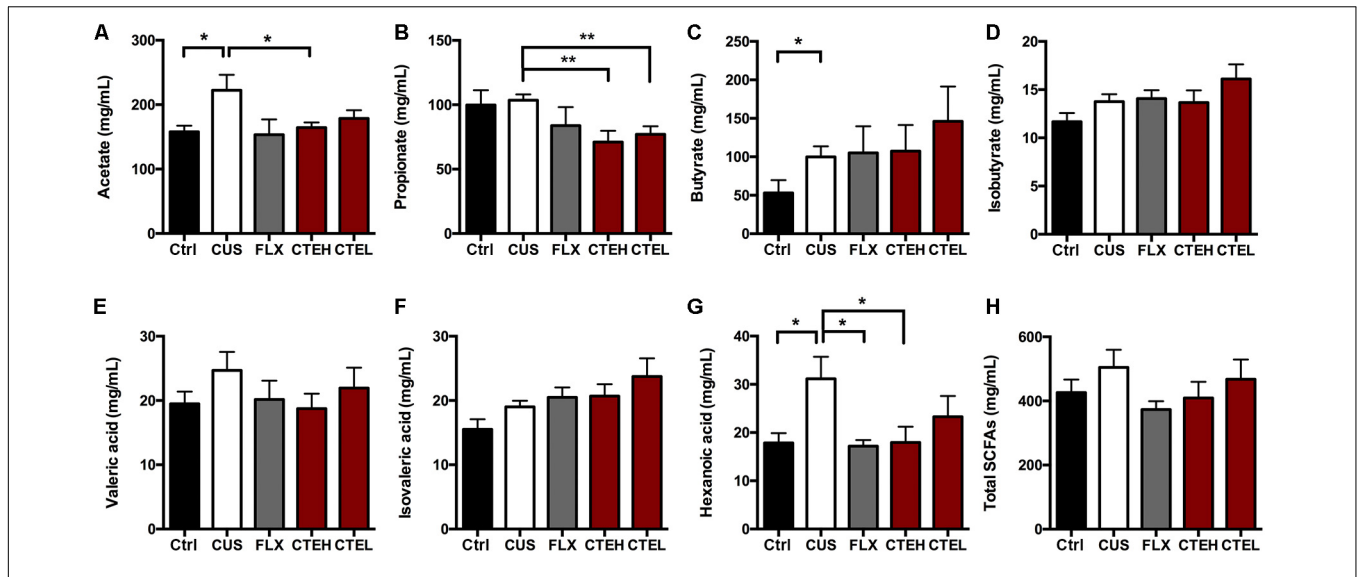 A
Acetate (mg/mL)
300
200
100
0
* *
Ctrl CUS FLX CTEH CTEL
B
Propionate (mg/mL)
150
100
50
0
**
**
Ctrl CUS FLX CTEH CTEL
C
Butyrate (mg/mL)
250
200
150
100
50
0
*
Ctrl CUS FLX CTEH CTEL
D
Isobutyrate (mg/mL)
20
15
10
5
0
Ctrl CUS FLX CTEH CTEL
E
Valeric acid (mg/mL)
30
20
10
0
Ctrl CUS FLX CTEH CTEL
F
Isovaleric acid (mg/mL)
30
20
10
0
Ctrl CUS FLX CTEH CTEL
G
Hexanoic acid (mg/mL)
40
30
20
10
0
*
* *
Ctrl CUS FLX CTEH CTEL
H
Total SCFAs (mg/mL)
600
400
200
0
Ctrl CUS FLX CTEH CTEL